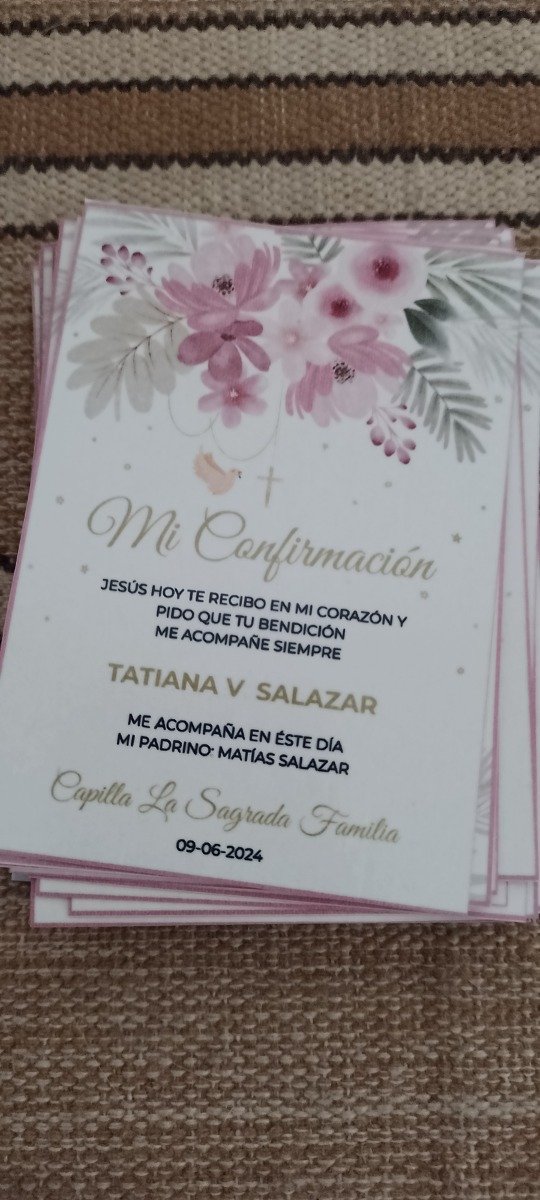 Mi Confirmación
JESÚS HOY TE RECIBO EN MI CORAZÓN Y
PIDO QUE TU BENDICIÓN
ME ACOMPAÑE SIEMPRE
TATIANA V SALAZAR
ME ACOMPAÑA EN ÉSTE DÍA
MI PADRINO: MATÍAS SALAZAR
Capilla La Sagrada Familia
09-06-2024